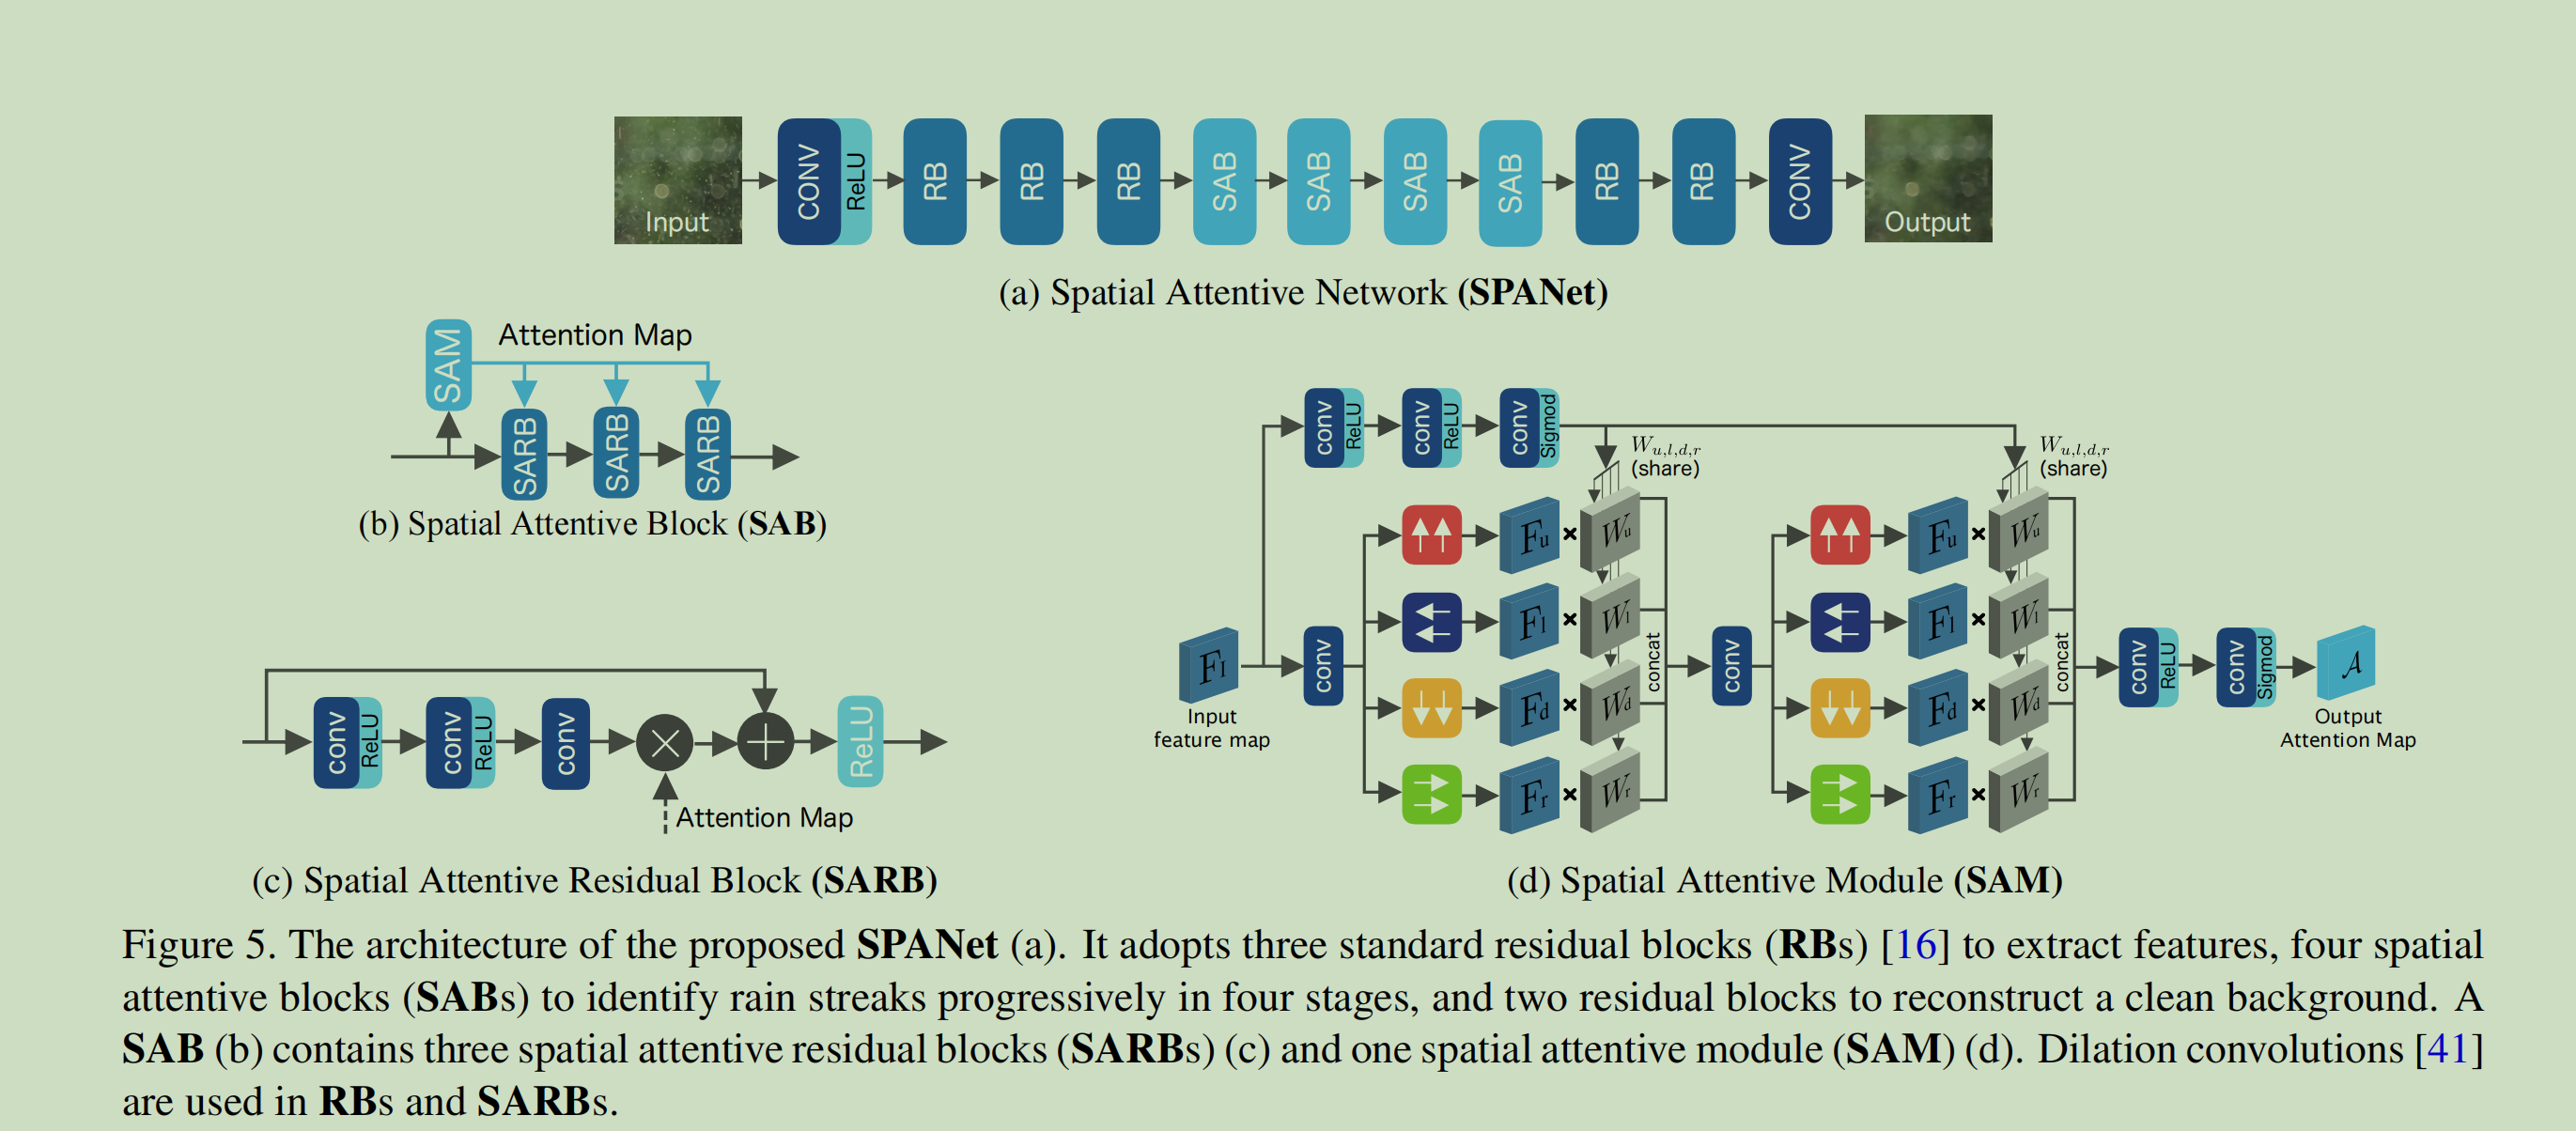 Input
CONV
ReLU
RB
RB
RB
SAB
SAB
SAB
SAB
RB
RB
CONV
Output
(a) Spatial Attentive Network (SPANet)
SAM
Attention Map
SARB
SARB
SARB
(b) Spatial Attentive Block (SAB)
conv
ReLU
conv
ReLU
conv
Attention Map
ReLU
(c) Spatial Attentive Residual Block (SARB)
conv
ReLU
conv
ReLU
conv
Sigmod
W_{u,l,d,r}
(share)
W_{u,l,d,r}
(share)
F_I
Input
feature map
conv
F_u
×
W_u
F_l
×
W_l
F_d
×
W_d
F_r
×
W_r
concat
conv
F_u
×
W_u
F_l
×
W_l
F_d
×
W_d
F_r
×
W_r
concat
conv
ReLU
conv
Sigmod
A
Output
Attention Map
(d) Spatial Attentive Module (SAM)
Figure 5. The architecture of the proposed SPANet (a). It adopts three standard residual blocks (RBs) [16] to extract features, four spatial
attentive blocks (SABs) to identify rain streaks progressively in four stages, and two residual blocks to reconstruct a clean background. A
SAB (b) contains three spatial attentive residual blocks (SARBs) (c) and one spatial attentive module (SAM) (d). Dilation convolutions [41]
are used in RBs and SARBs.